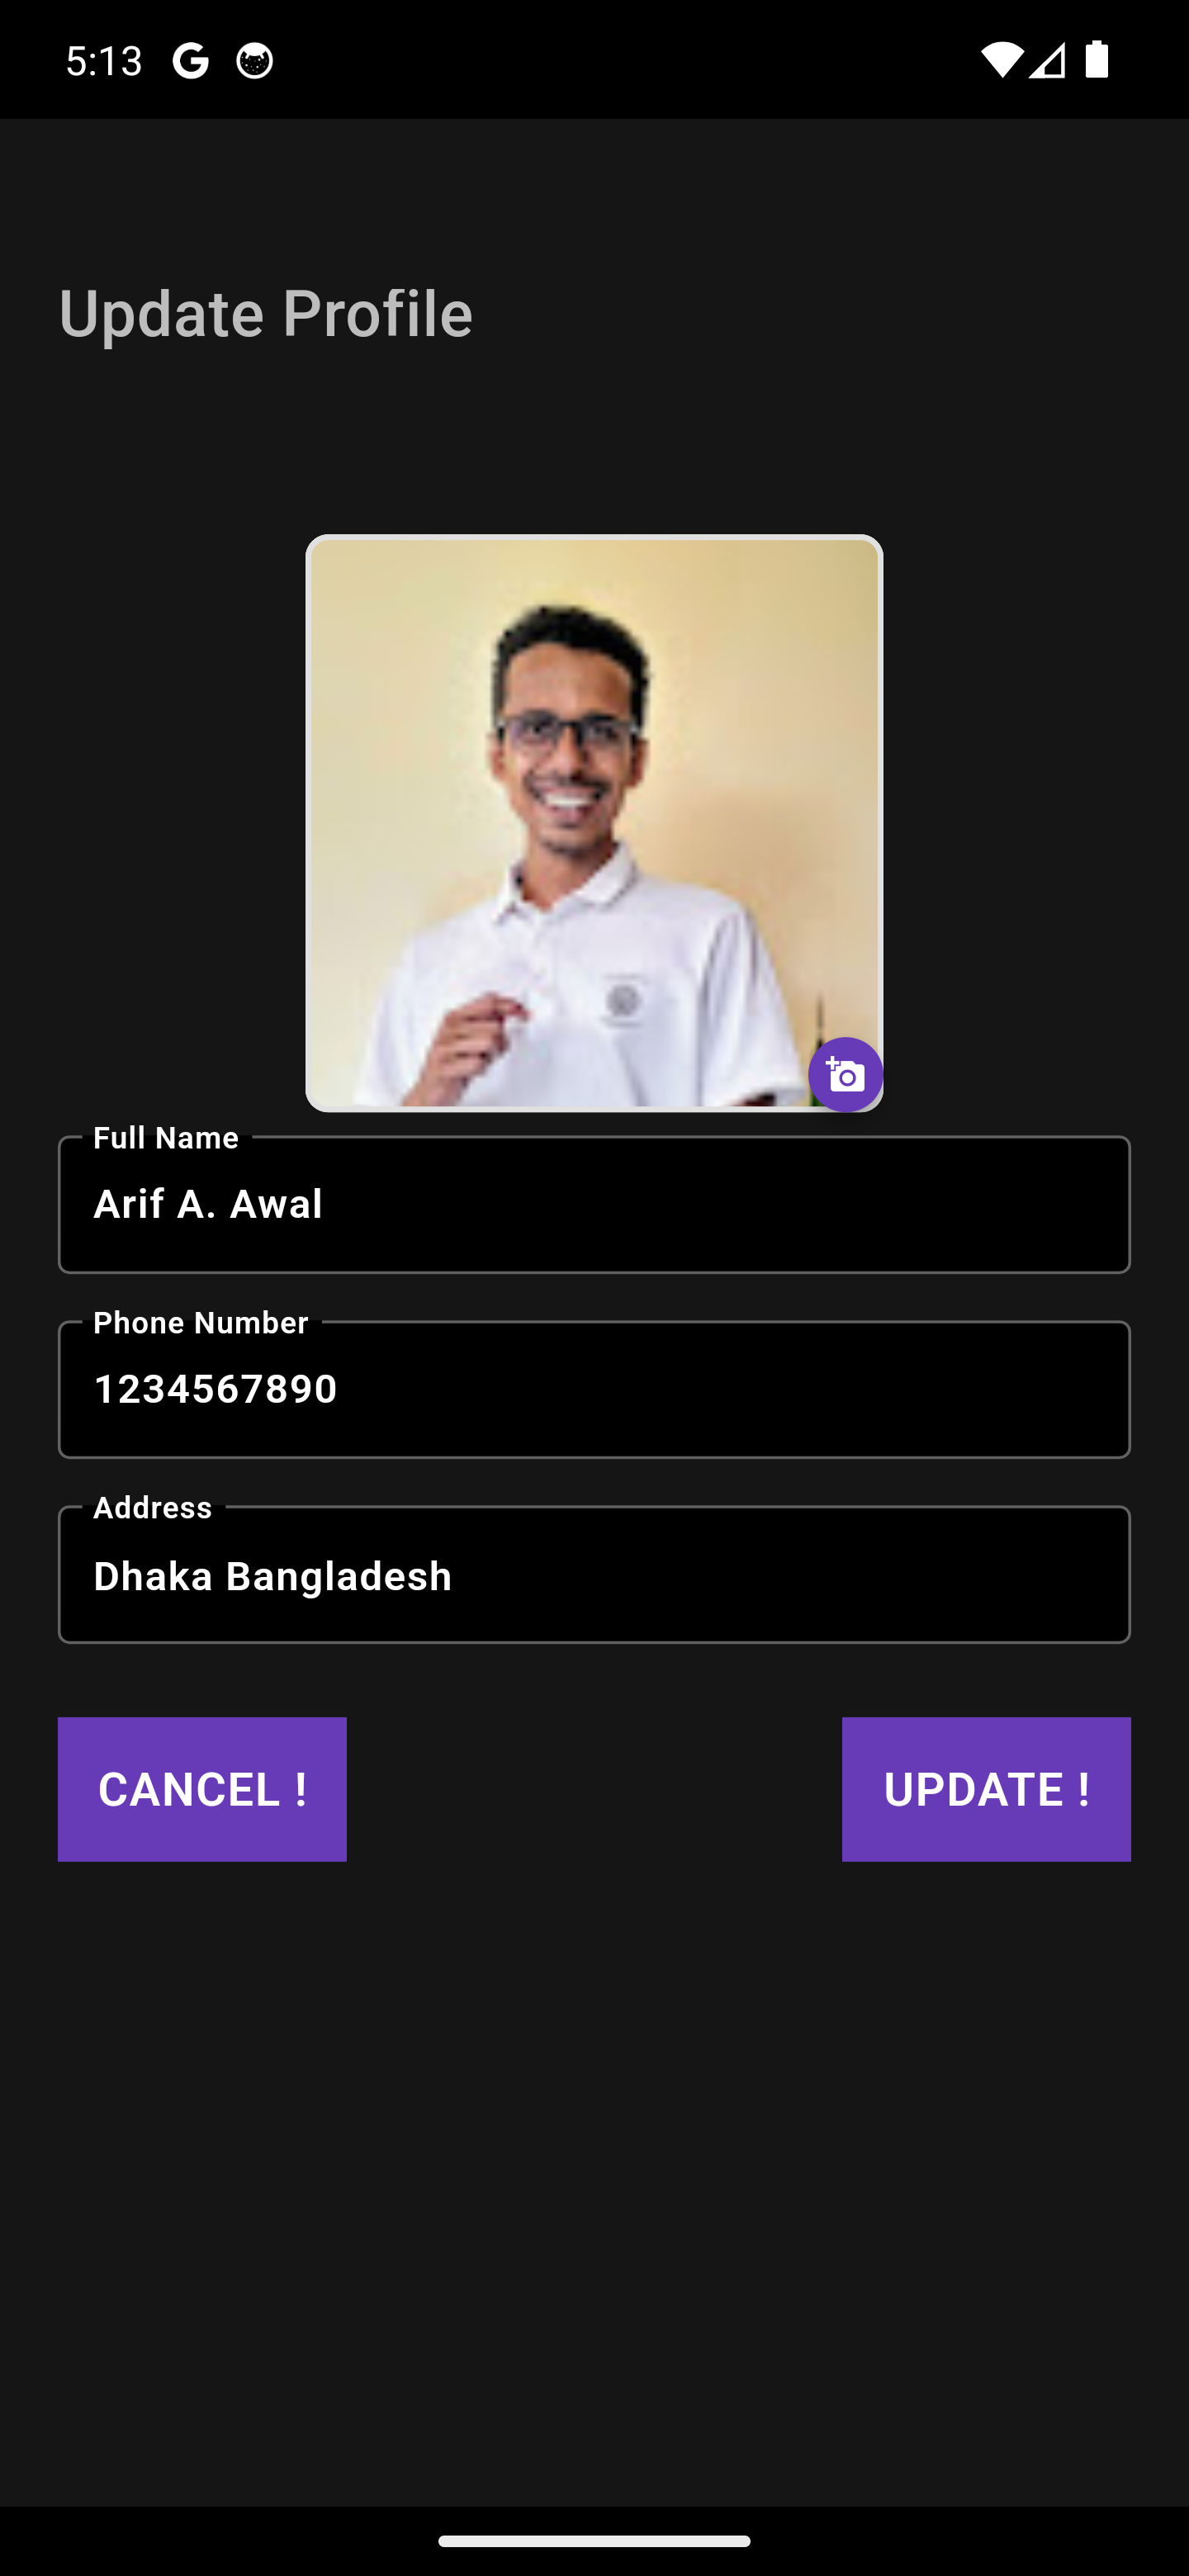 5:13
Update Profile
Full Name
Arif A. Awal
Phone Number
1234567890
Address
Dhaka Bangladesh
CANCEL !
UPDATE !